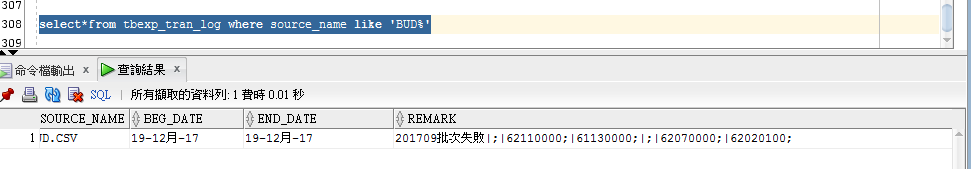 307
308 select*from tbexp_tran_log where source_name like 'BUD%'
309
命令檔輸出 x 查詢結果 x
SQL | 所有擷取的資料列: 1 費時 0.01 秒
SOURCE_NAME BEG_DATE END_DATE REMARK
1 D.CSV 19-12月-17 19-12月-17 201709批次失敗|;|62110000;|61130000;|;|62070000;|62020100;